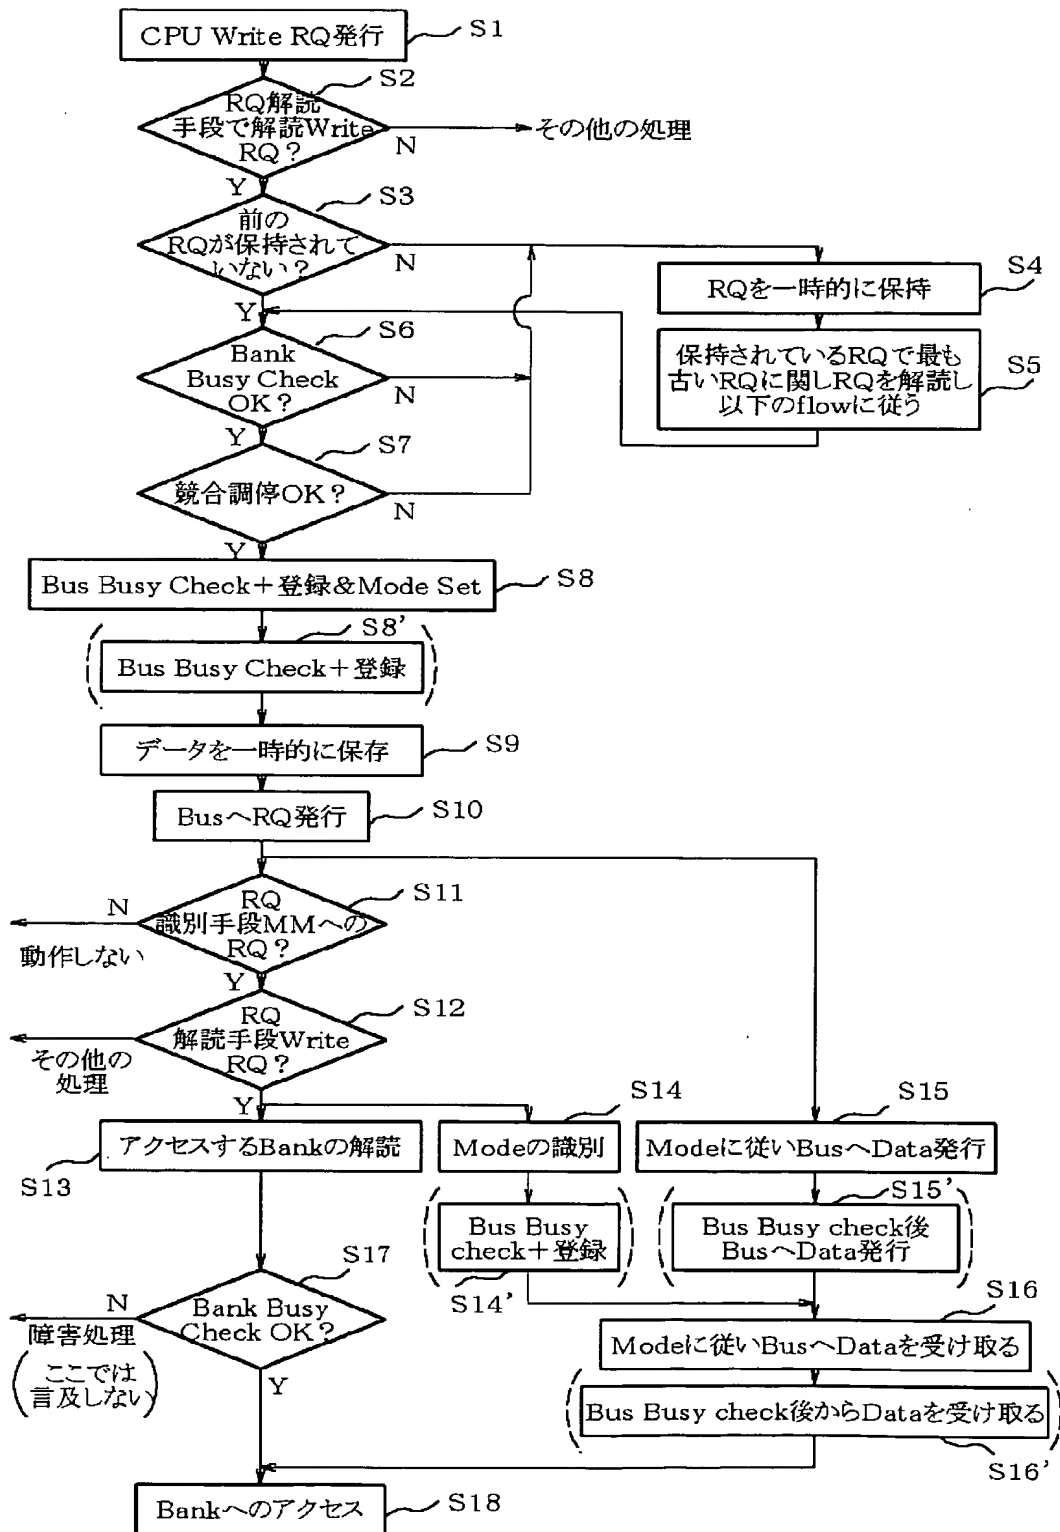 CPU Write RQ発行
S1
S2
RQ解読
手段で解読Write
RQ?
N
その他の処理
Y
S3
前の
RQが保持されて
いない?
N
Y
S4
RQを一時的に保持
S6
Bank
Busy Check
OK?
N
Y
保持されているRQで最も
古いRQに関しRQを解読し
以下のflowに従う
S5
S7
競合調停OK?
N
Y
Bus Busy Check+登録&Mode Set
S8
S8'
Bus Busy Check+登録
データを一時的に保存
S9
BusへRQ発行
S10
S11
RQ
識別手段MMへの
RQ?
N
動作しない
Y
S12
RQ
解読手段Write
RQ?
その他の
処理
Y
S14
S15
アクセスするBankの解読
S13
Modeの識別
Modeに従いBusへData発行
S15'
Bus Busy
check+登録
S14'
Bus Busy check後
BusへData発行
S17
Bank Busy
Check OK?
N
障害処理
(ここでは
言及しない)
Y
S16
Modeに従いBusへDataを受け取る
Bus Busy check後からDataを受け取る
S16'
Bankへのアクセス
S18